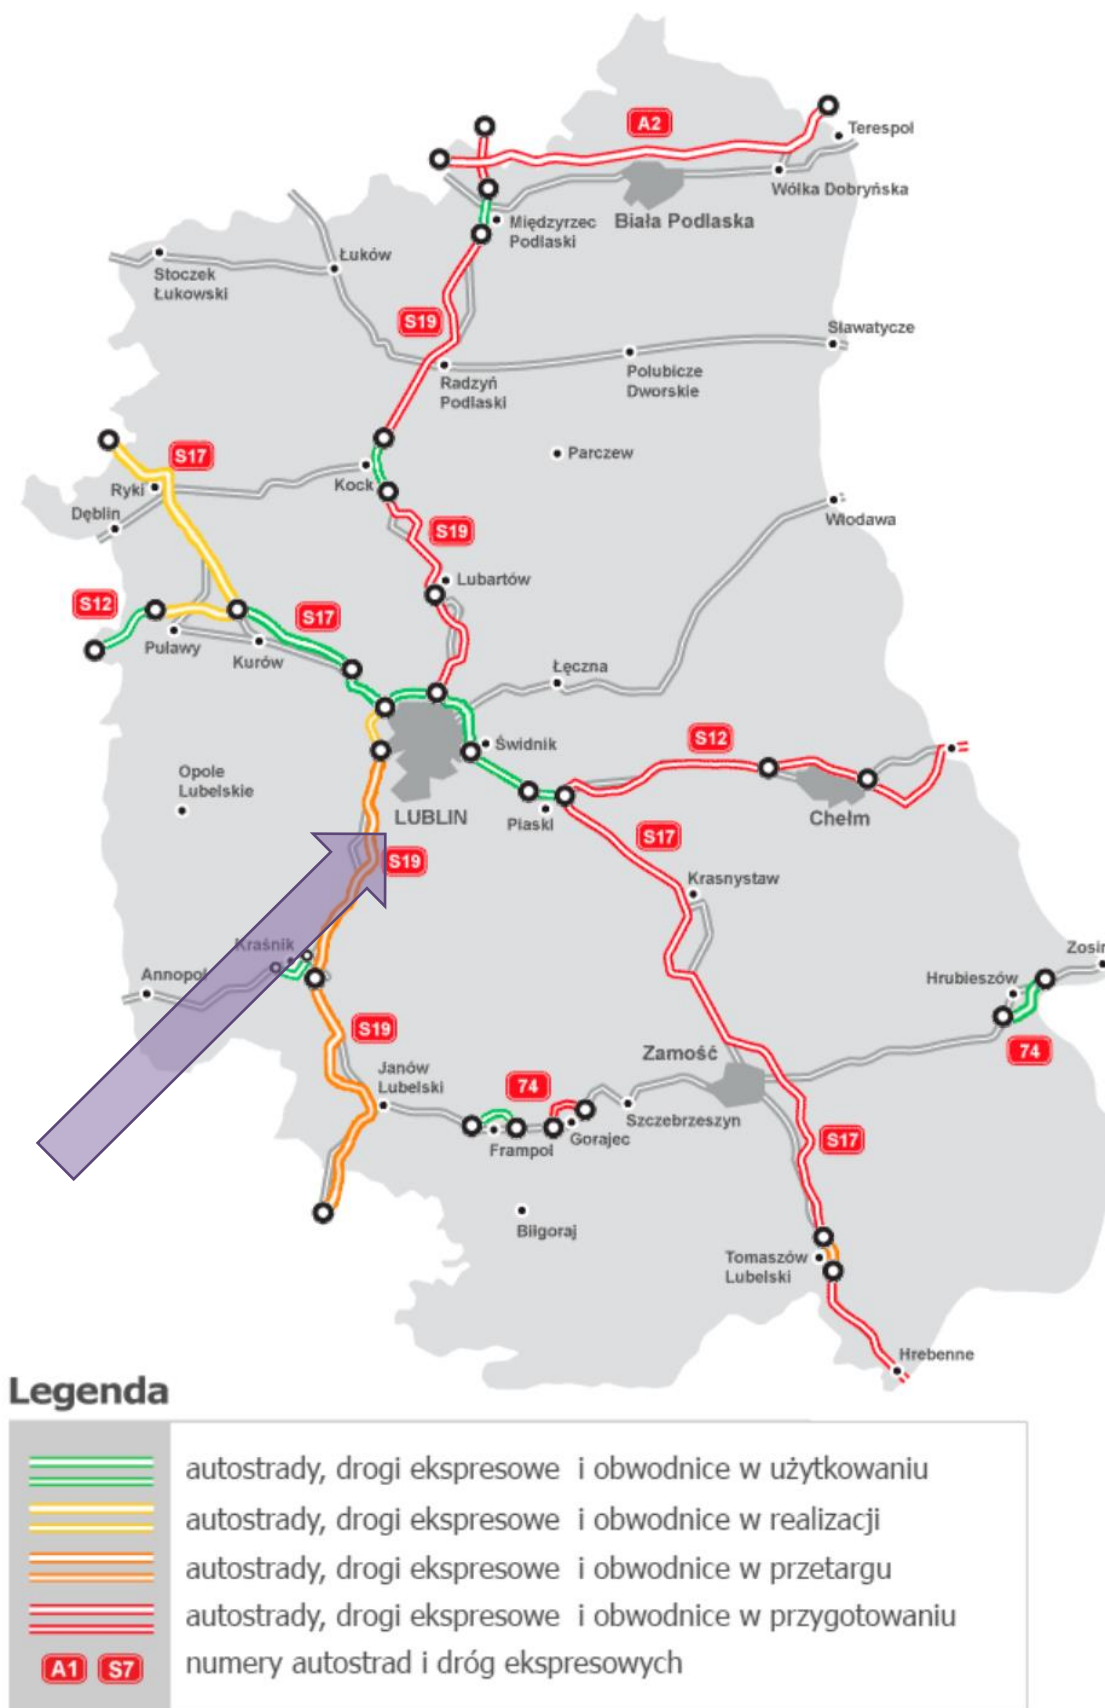 A2
Terespol
Wólka Dobryńska
Biała Podlaska
Międzyrzec
Podlaski
Łuków
Stoczek
Łukowski
S19
Sławatycze
Radzyń
Podlaski
Polubicze
Dworskie
S17
Parczew
Kock
Ryki
Dęblin
Włodawa
S19
Lubartów
S12
S17
Puławy
Kurów
Łęczna
Świdnik
S12
Opole
Lubelskie
LUBLIN
Piaski
Chełm
S17
S19
Krasnystaw
Kraśnik
Annopol
Zosin
Hrubieszów
S19
74
Zamość
Janów
Lubelski
74
Szczebrzeszyn
Frampol
Gorajec
S17
Biłgoraj
Tomaszów
Lubelski
Hrebenne
Legenda
autostrady, drogi ekspresowe i obwodnice w użytkowaniu
autostrady, drogi ekspresowe i obwodnice w realizacji
autostrady, drogi ekspresowe i obwodnice w przetargu
autostrady, drogi ekspresowe i obwodnice w przygotowaniu
A1 S7 numery autostrad i dróg ekspresowych